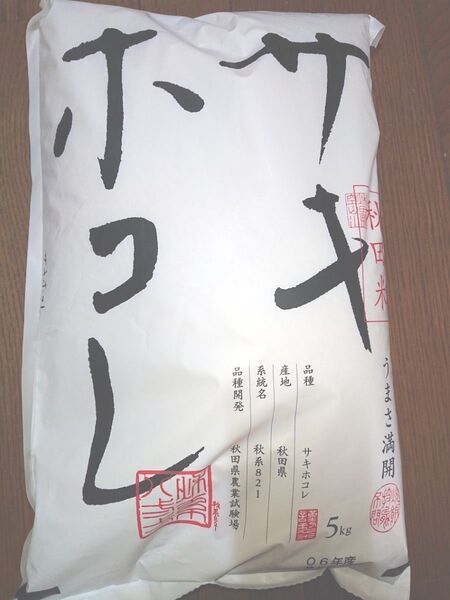 サキ
ホコレ
秋田米
うまさ満開
品種 サキホコレ
産地 秋田県
系統名 秋系821
品種開発 秋田県農業試験場
5kg
06年産